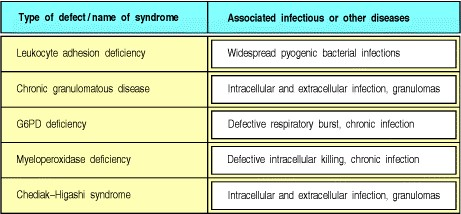 Type of defect/name of syndrome Associated infectious or other diseases
Leukocyte adhesion deficiency Widespread pyogenic bacterial infections
Chronic granulomatous disease Intracellular and extracellular infection, granulomas
G6PD deficiency Defective respiratory burst, chronic infection
Myeloperoxidase deficiency Defective intracellular killing, chronic infection
Chediak–Higashi syndrome Intracellular and extracellular infection, granulomas